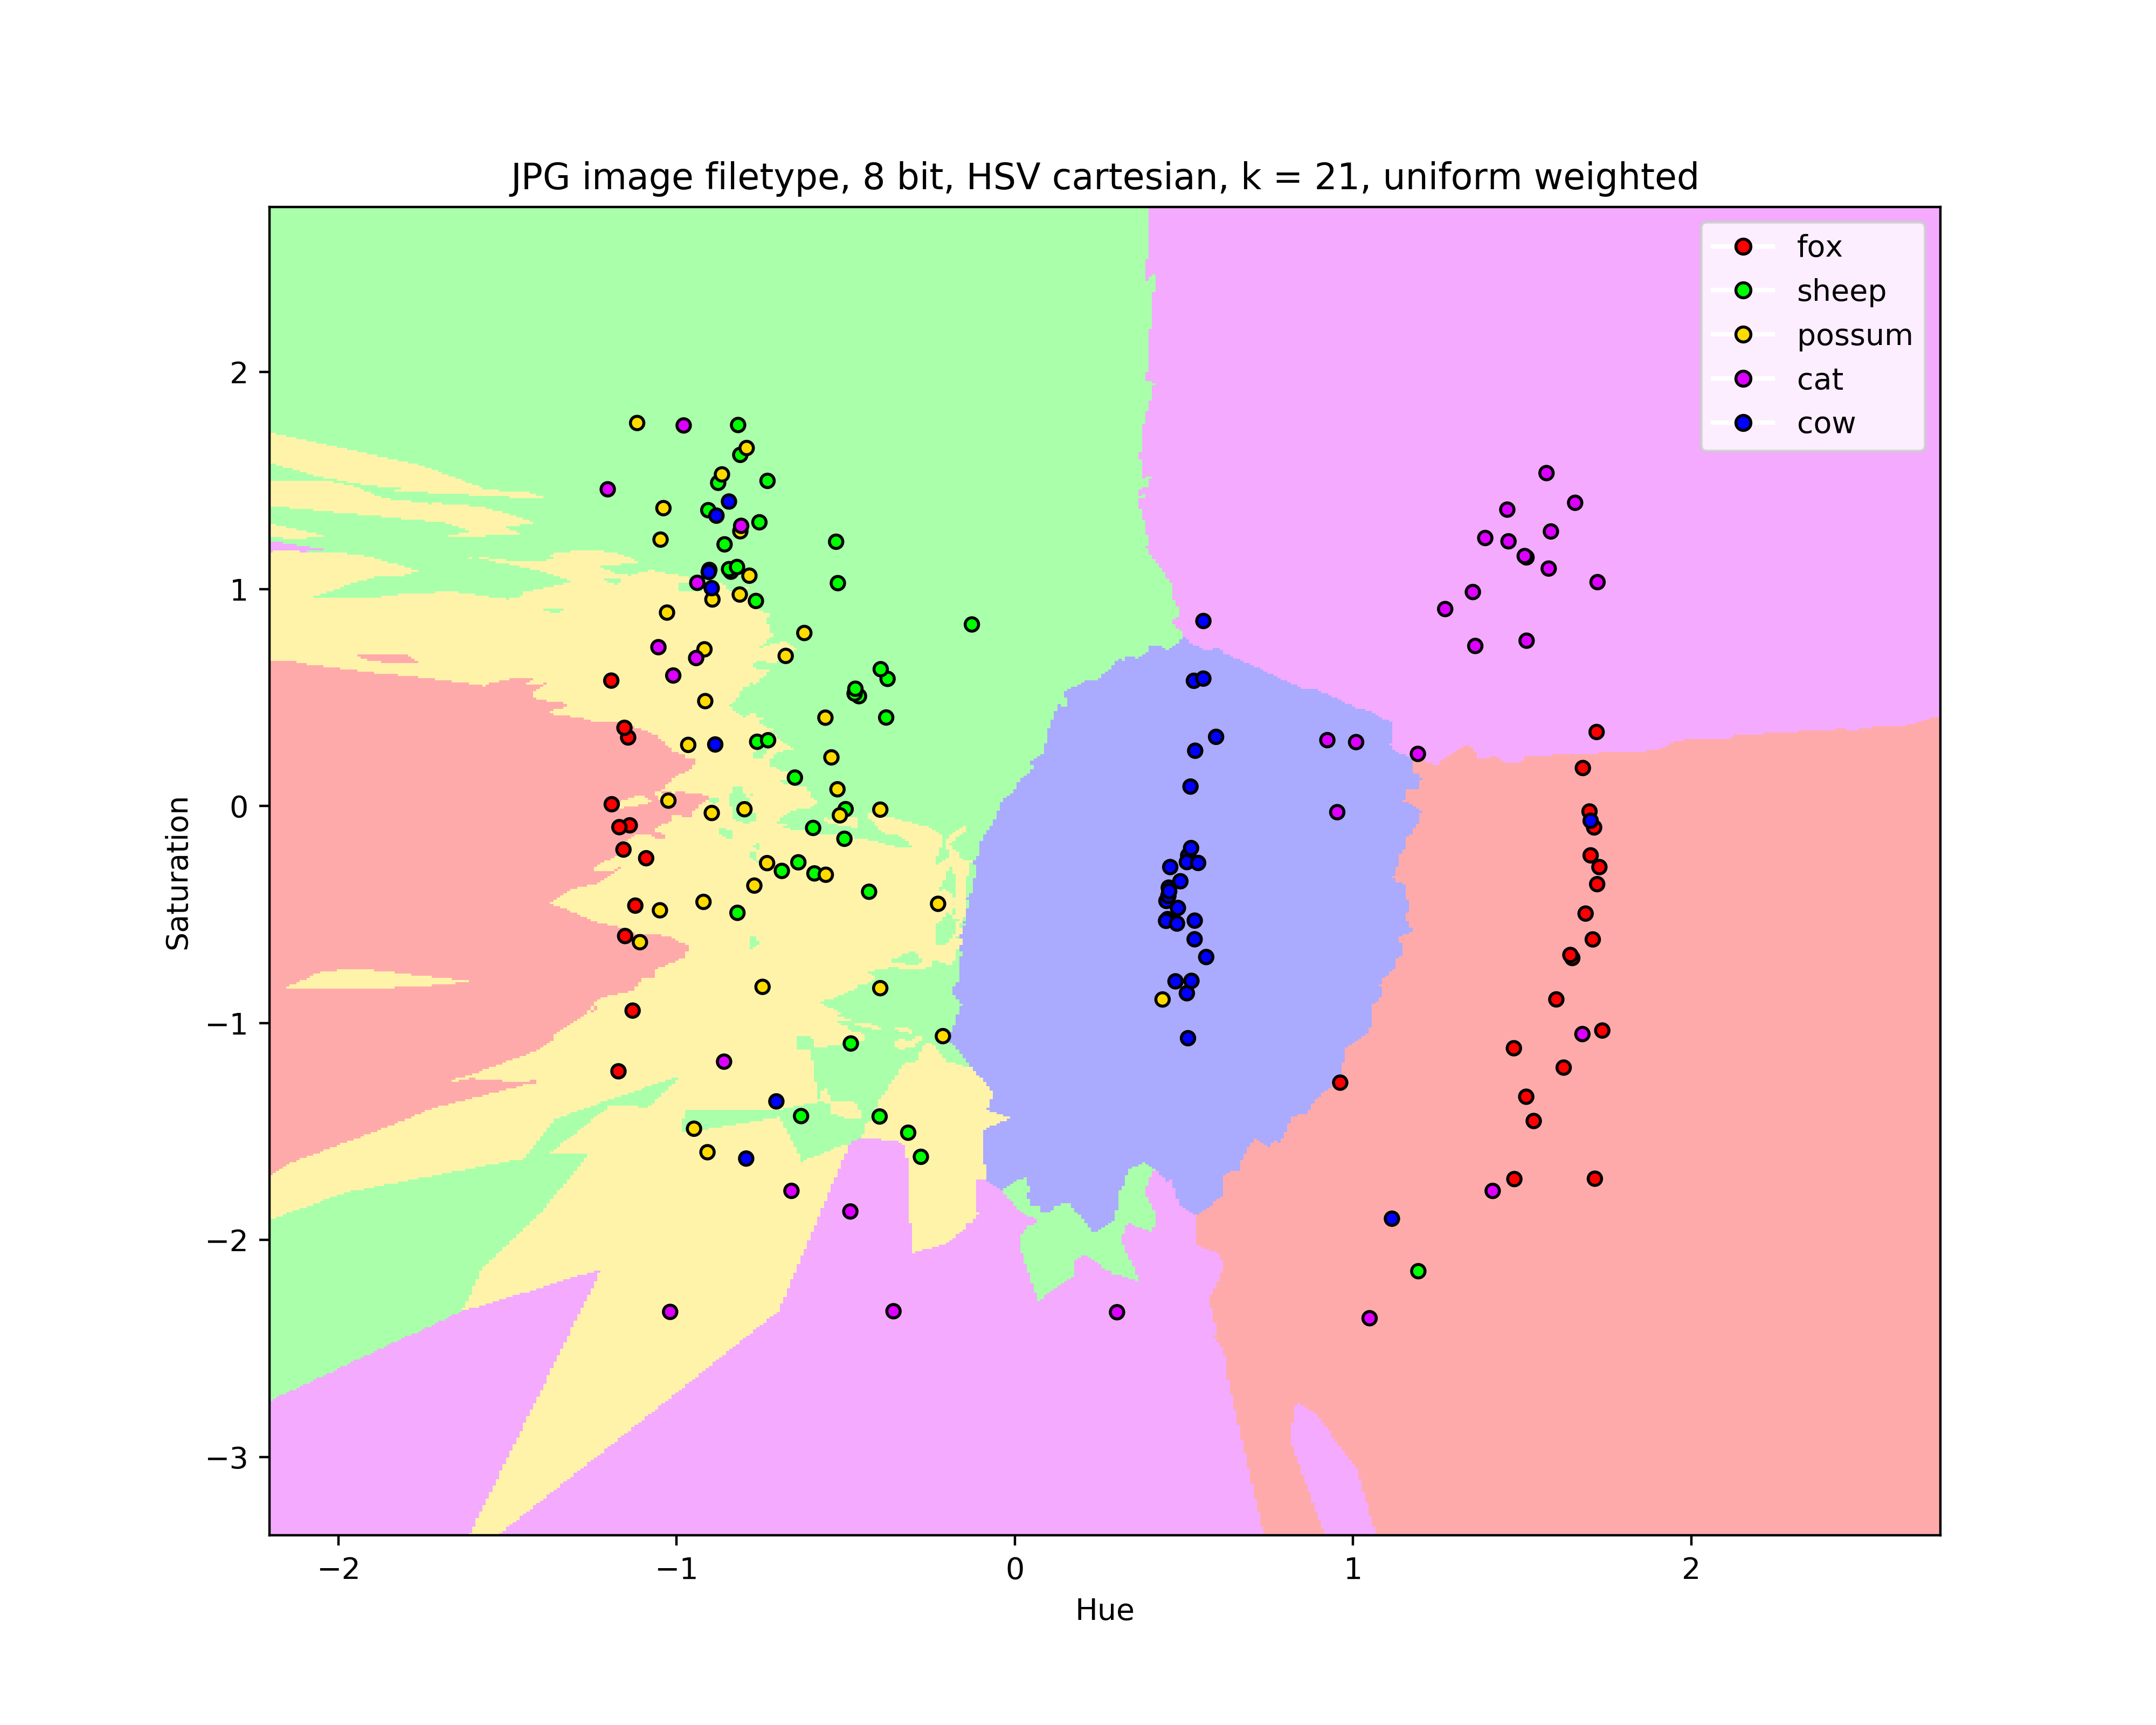 JPG image filetype, 8 bit, HSV cartesian, k = 21, uniform weighted
fox
sheep
possum
cat
cow
2
1
0
−1
−2
−3
Saturation
−2
−1
0
1
2
Hue